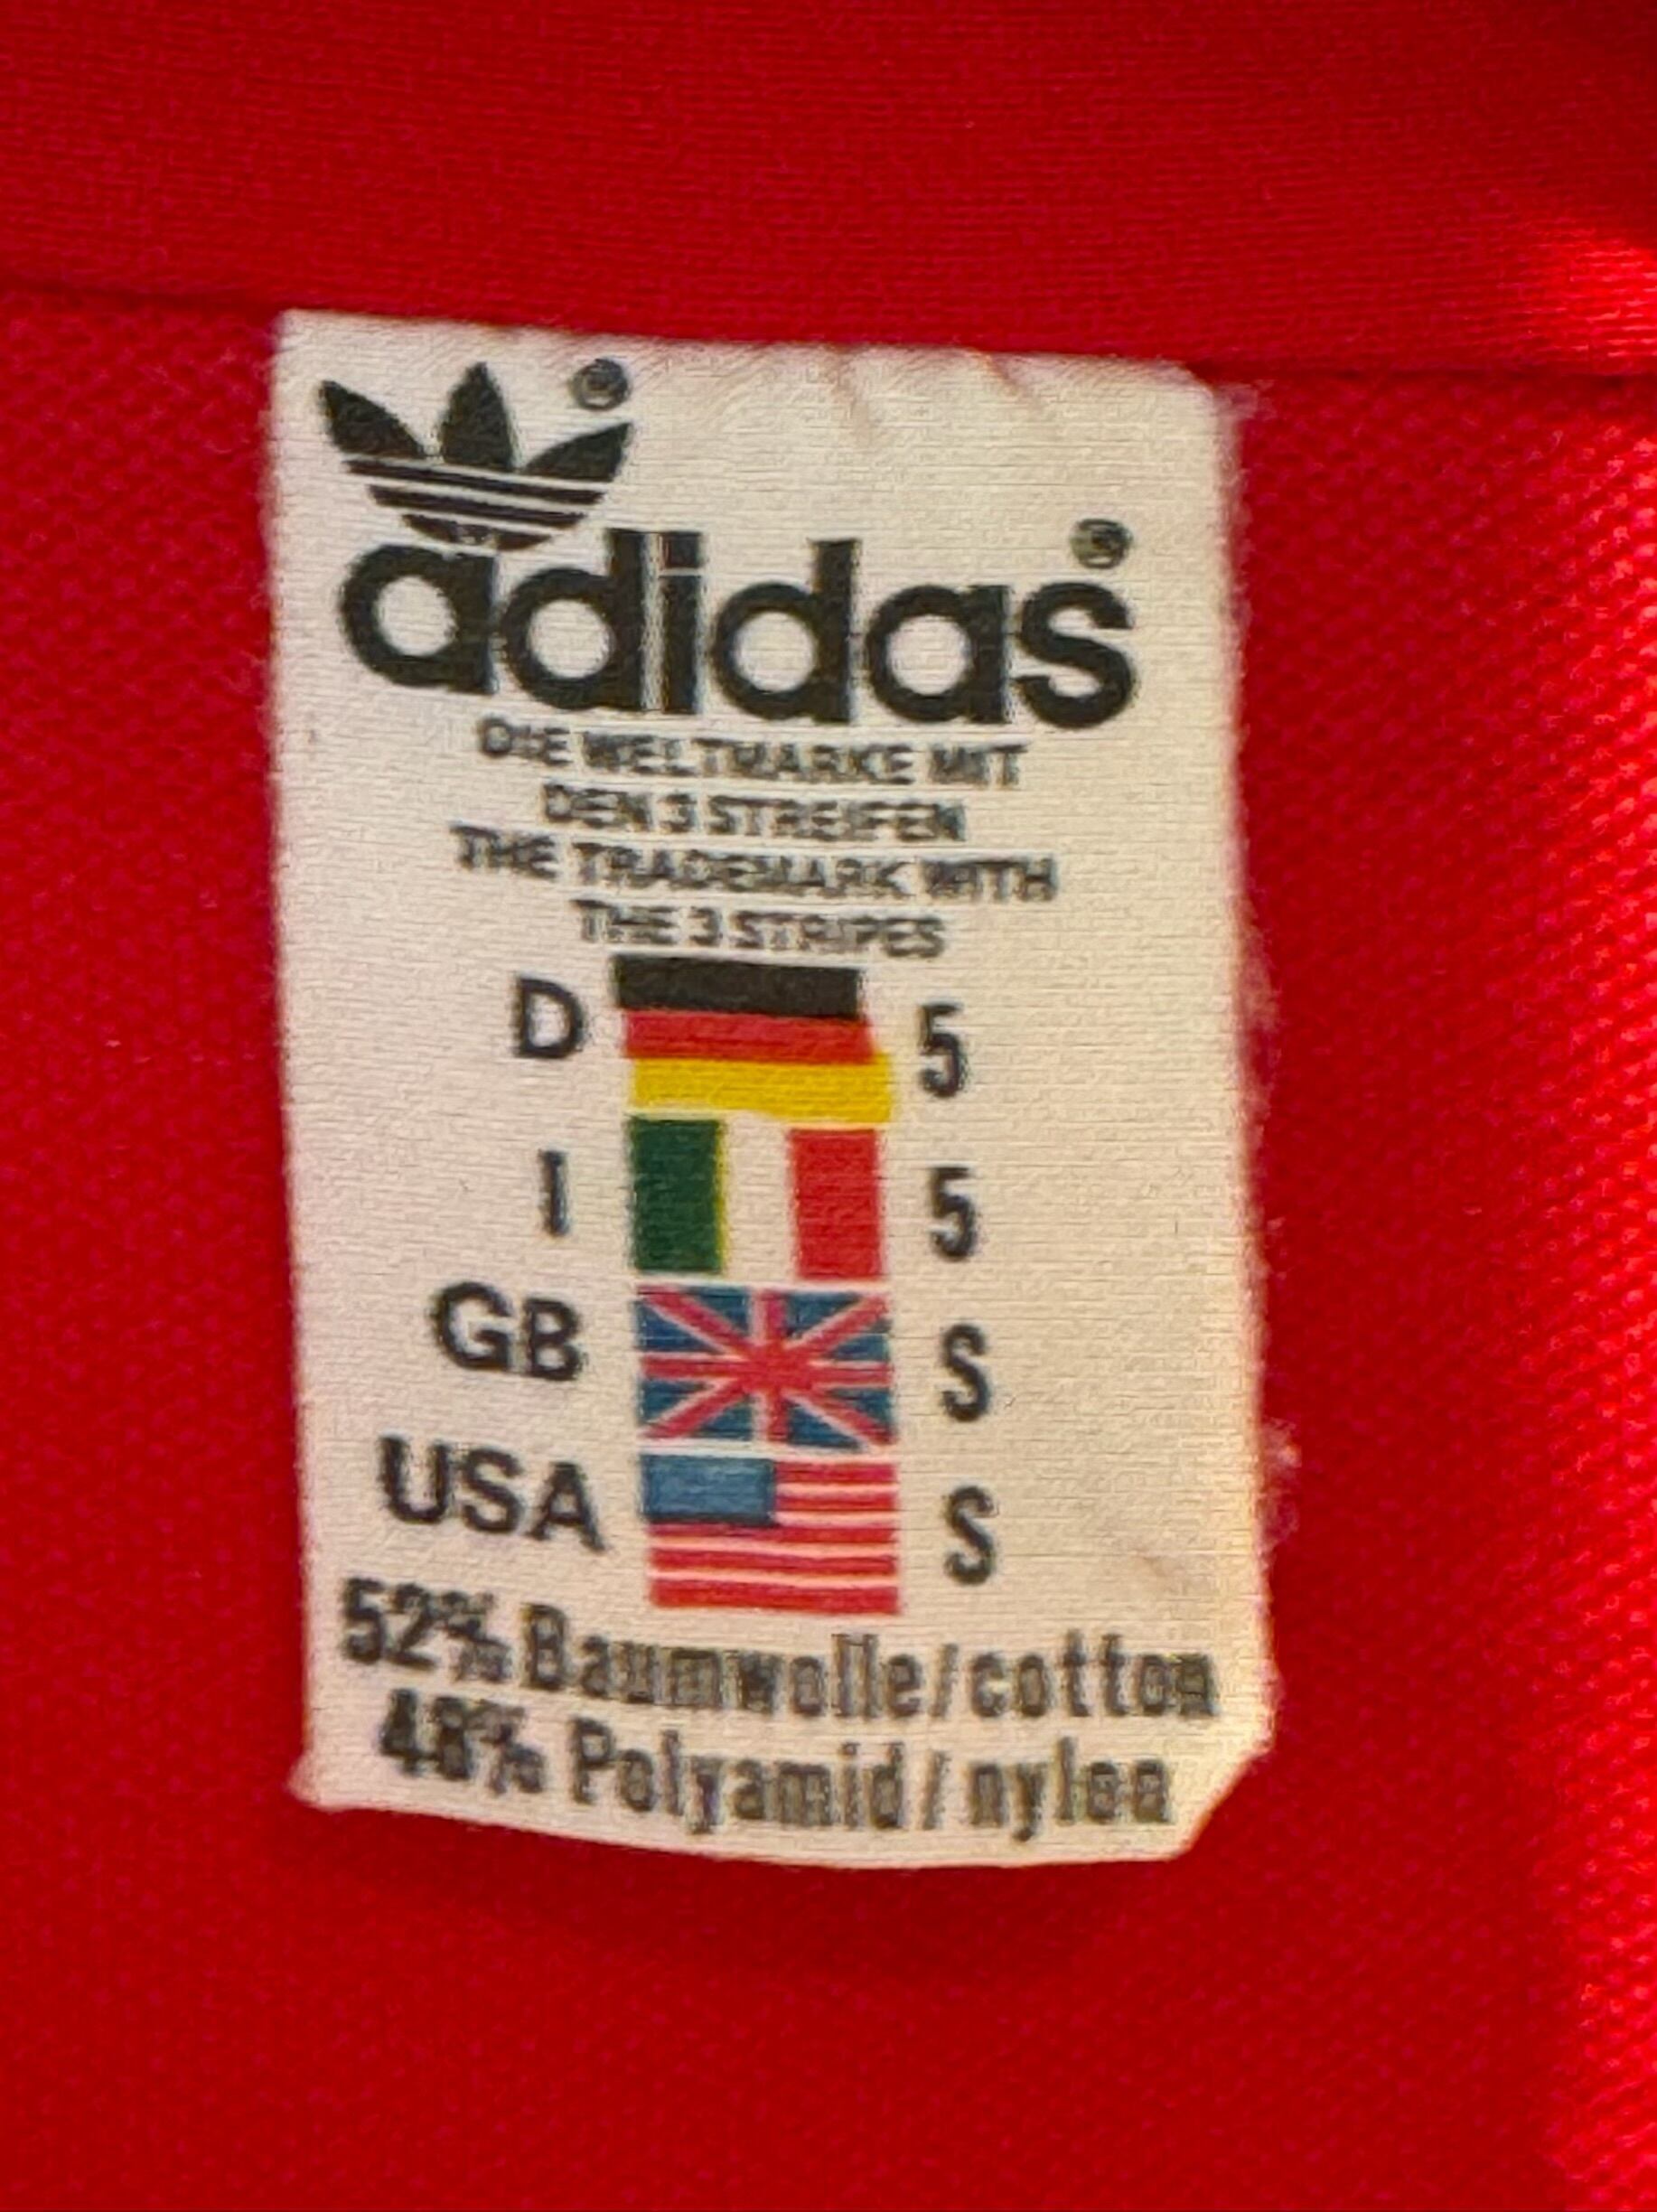 adidas®
DIE WELTMARKE MIT
DEN 3 STREIFEN
THE TRADEMARK WITH
THE 3 STRIPES
D 5
I 5
GB S
USA S
52% Baumwolle/cotton
48% Polyamid/nylon